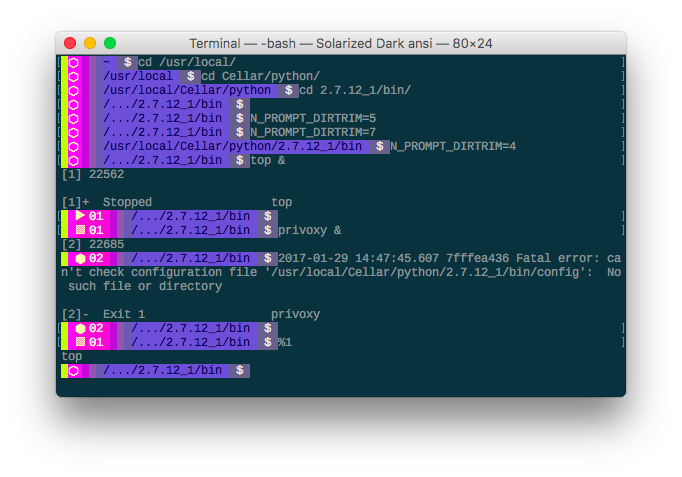 Terminal — -bash — Solarized Dark ansi — 80×24
[ ⬡ ~ $ cd /usr/local/ ]
[ ⬡ /usr/local $ cd Cellar/python/ ]
[ ⬡ /usr/local/Cellar/python $ cd 2.7.12_1/bin/ ]
[ ⬡ /.../2.7.12_1/bin $ ]
[ ⬡ /.../2.7.12_1/bin $ N_PROMPT_DIRTRIM=5 ]
[ ⬡ /.../2.7.12_1/bin $ N_PROMPT_DIRTRIM=7 ]
[ ⬡ /usr/local/Cellar/python/2.7.12_1/bin $ N_PROMPT_DIRTRIM=4 ]
[ ⬡ /.../2.7.12_1/bin $ top & ]
[1] 22562
[1]+  Stopped                 top
[ ▶ 01 /.../2.7.12_1/bin $ ]
[ ▨ 01 /.../2.7.12_1/bin $ privoxy & ]
[2] 22685
[ ⬢ 02 /.../2.7.12_1/bin $ 2017-01-29 14:47:45.607 7fffea436 Fatal error: ca
n't check configuration file '/usr/local/Cellar/python/2.7.12_1/bin/config':  No
 such file or directory
[2]-  Exit 1                  privoxy
[ ⬢ 02 /.../2.7.12_1/bin $ ]
[ ▨ 01 /.../2.7.12_1/bin $ %1 ]
top
⬡ /.../2.7.12_1/bin $